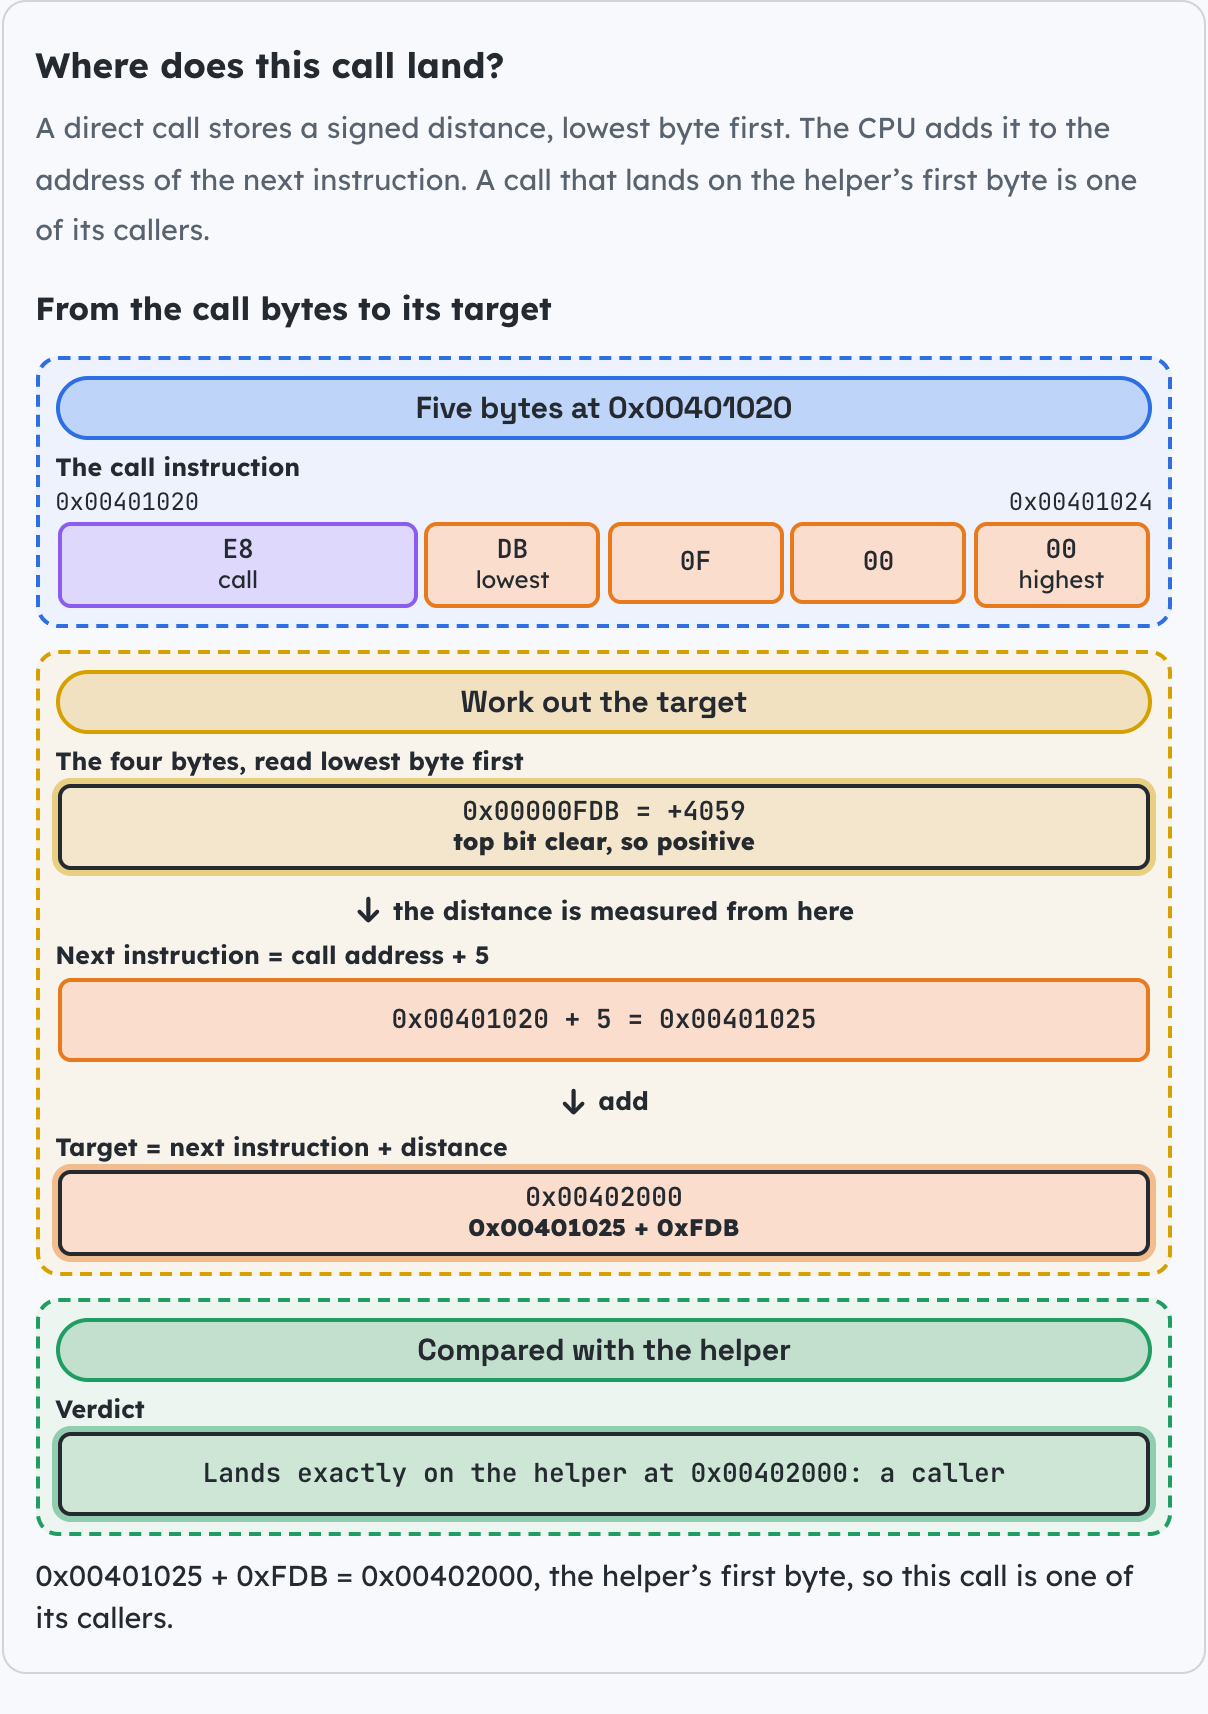 Where does this call land?
A direct call stores a signed distance, lowest byte first. The CPU adds it to the
address of the next instruction. A call that lands on the helper’s first byte is one
of its callers.
From the call bytes to its target
Five bytes at 0x00401020
The call instruction
0x00401020 0x00401024
E8 DB 0F 00 00
call lowest highest
Work out the target
The four bytes, read lowest byte first
0x00000FDB = +4059
top bit clear, so positive
↓ the distance is measured from here
Next instruction = call address + 5
0x00401020 + 5 = 0x00401025
↓ add
Target = next instruction + distance
0x00402000
0x00401025 + 0xFDB
Compared with the helper
Verdict
Lands exactly on the helper at 0x00402000: a caller
0x00401025 + 0xFDB = 0x00402000, the helper’s first byte, so this call is one of
its callers.